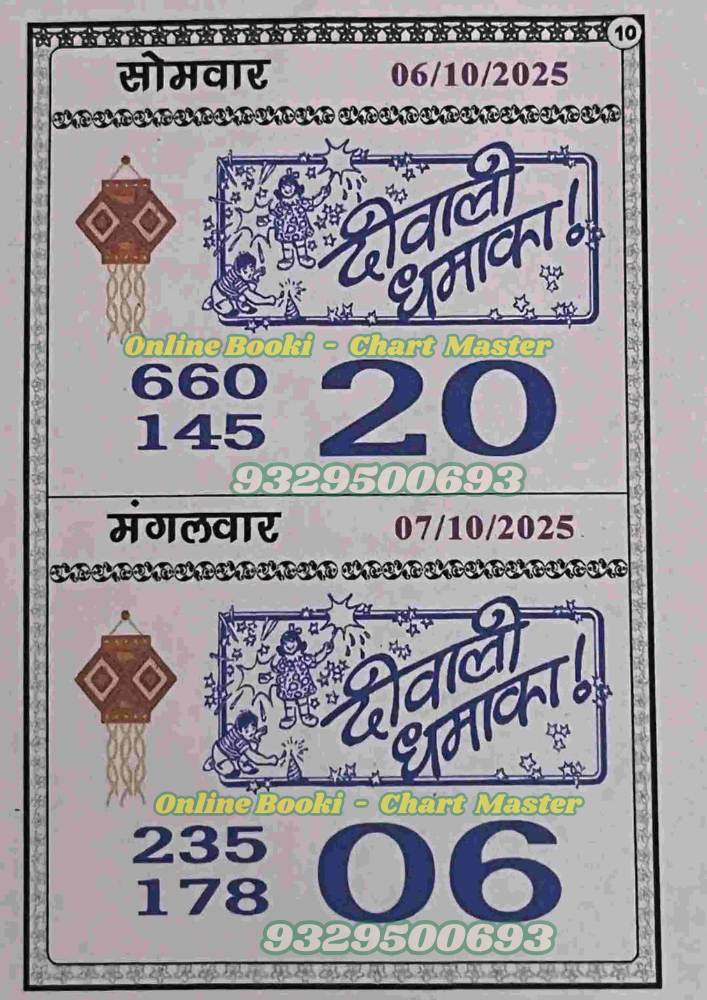 10
सोमवार 06/10/2025
दीवाली
धमाका!
Online Booki - Chart Master
660
145
20
9329500693
मंगलवार 07/10/2025
दीवाली
धमाका!
Online Booki - Chart Master
235
178
06
9329500693